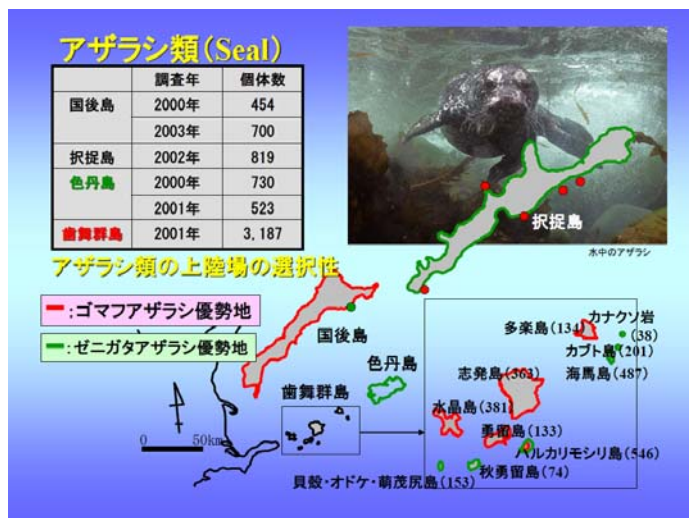 アザラシ類(Seal)
調査年 個体数
国後島 2000年 454
2003年 700
択捉島 2002年 819
色丹島 2000年 730
2001年 523
歯舞群島 2001年 3,187
水中のアザラシ
択捉島
アザラシ類の上陸場の選択性
:ゴマフアザラシ優勢地
:ゼニガタアザラシ優勢地
国後島
色丹島
歯舞群島
0 50km
カナクソ岩
(38)
多楽島(134)
カブト島(201)
志発島(363)
海馬島(487)
水晶島(381)
勇留島(133)
ハルカリモシリ島(546)
秋勇留島(74)
貝殻・オドケ・萌茂尻島(153)